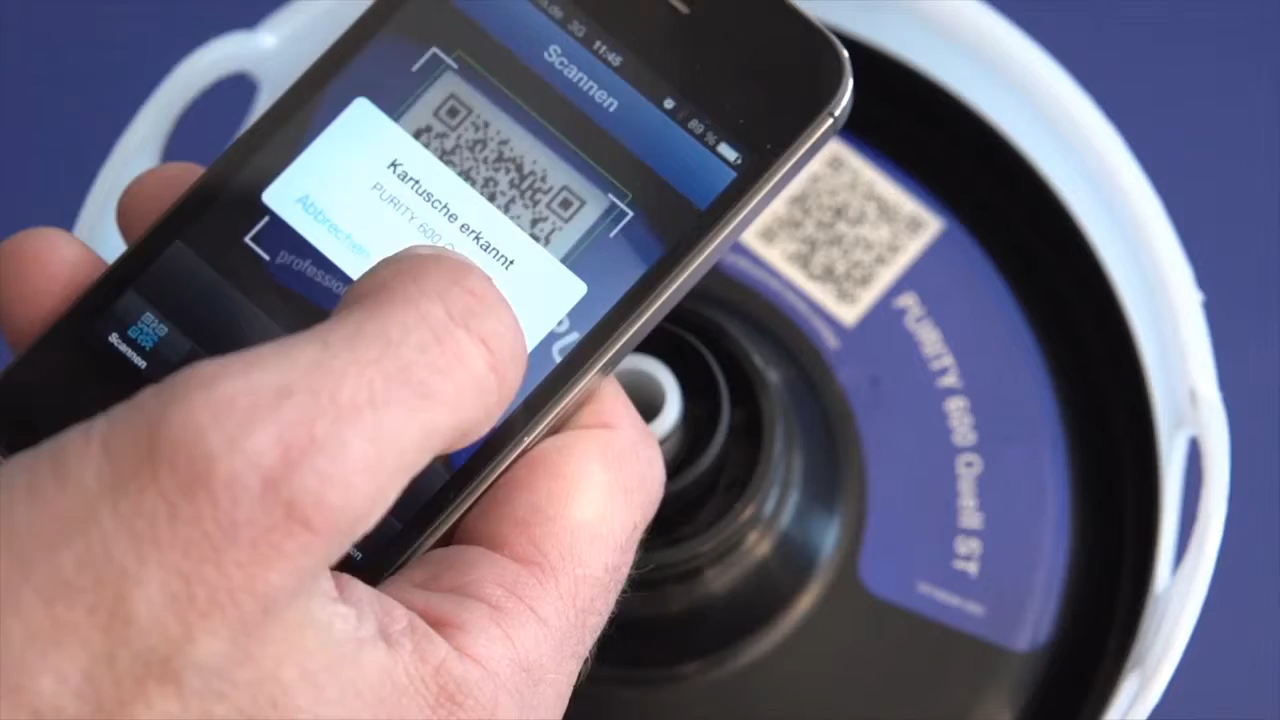 3G 11:45
89 %
Scannen
Kartusche erkannt
PURITY 600
Abbrechen
Scannen
PURITY 600 Quell ST